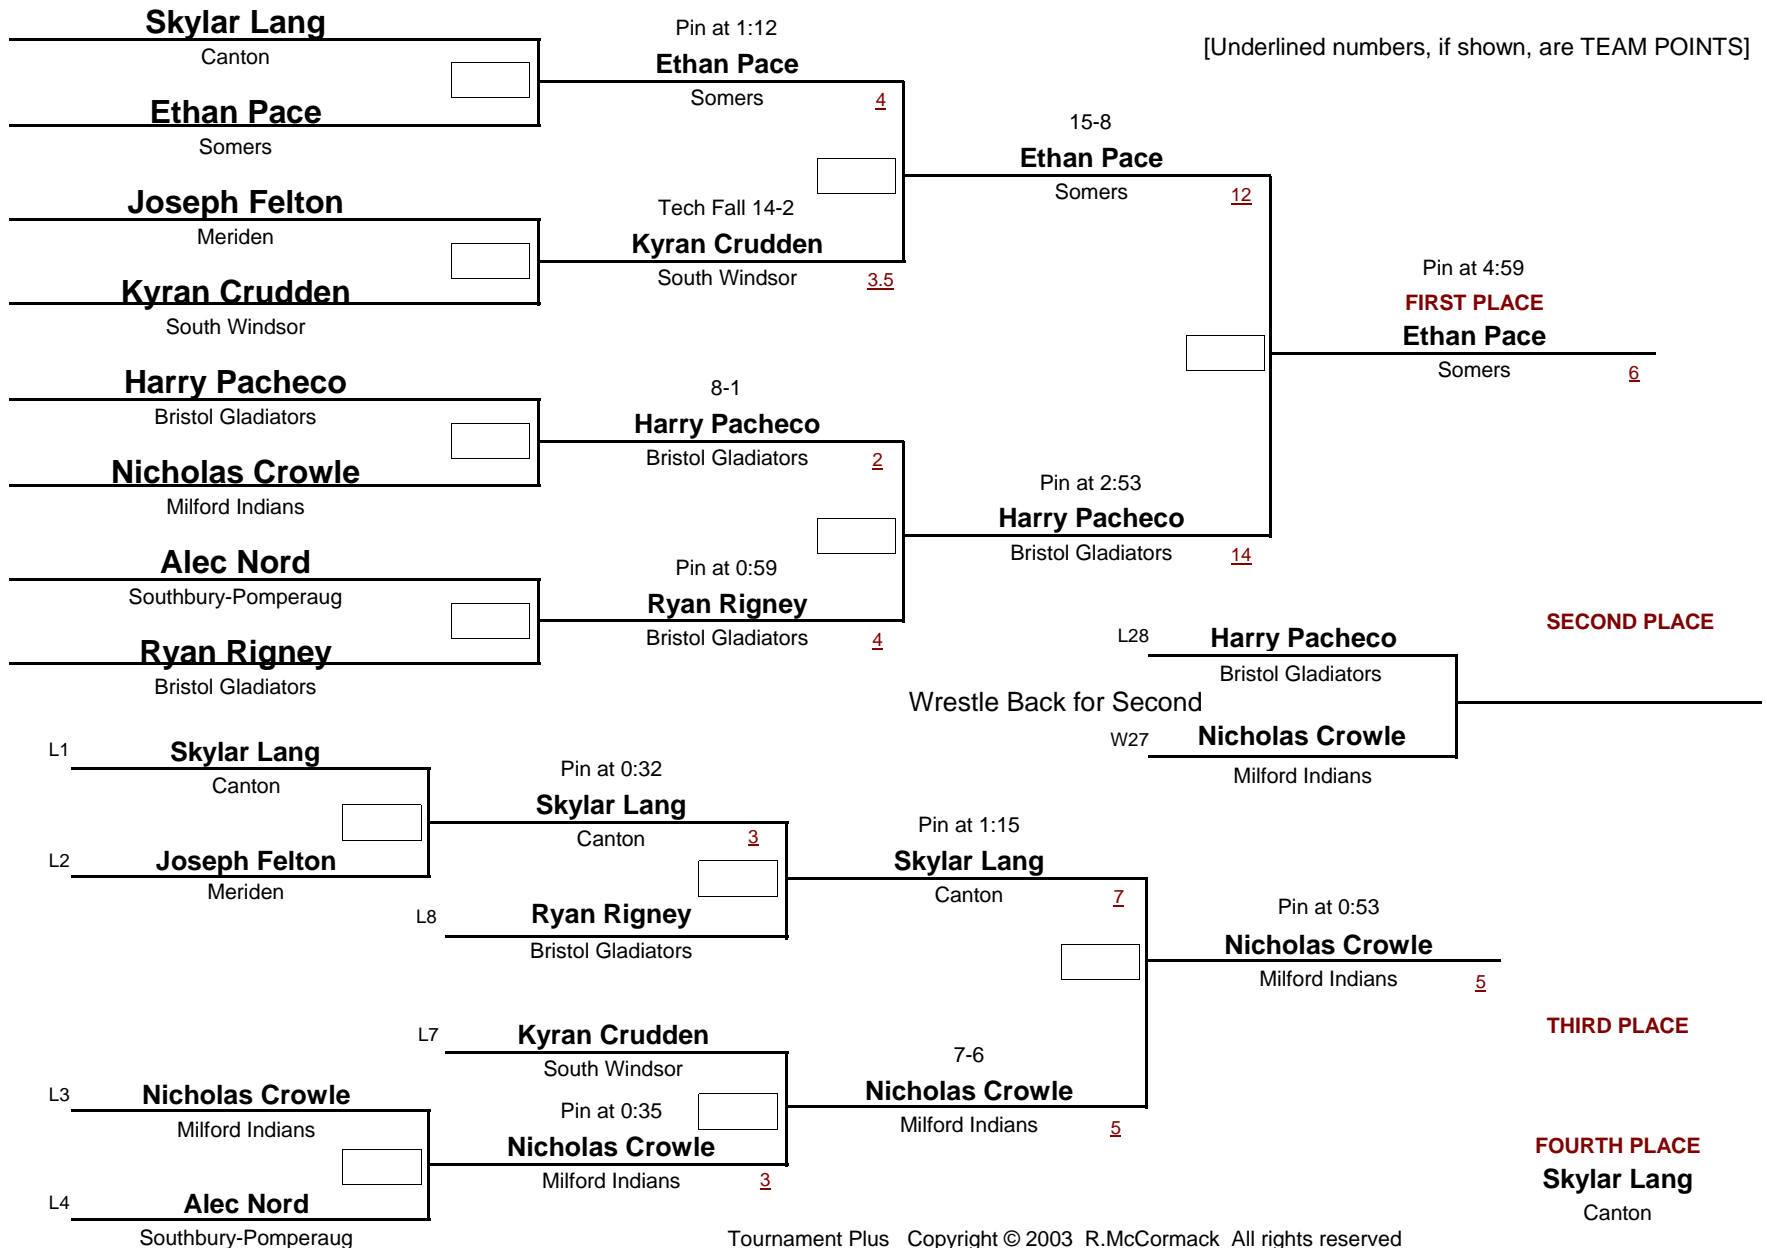 Skylar Lang
Canton
Ethan Pace
Somers
Joseph Felton
Meriden
Kyran Crudden
South Windsor
Harry Pacheco
Bristol Gladiators
Nicholas Crowle
Milford Indians
Alec Nord
Southbury-Pomperaug
Ryan Rigney
Bristol Gladiators
Pin at 1:12
Ethan Pace
Somers 4
Tech Fall 14-2
Kyran Crudden
South Windsor 3.5
8-1
Harry Pacheco
Bristol Gladiators 2
Pin at 0:59
Ryan Rigney
Bristol Gladiators 4
[Underlined numbers, if shown, are TEAM POINTS]
15-8
Ethan Pace
Somers 12
Pin at 2:53
Harry Pacheco
Bristol Gladiators 14
Pin at 4:59
FIRST PLACE
Ethan Pace
Somers 6
SECOND PLACE
L28 Harry Pacheco
Bristol Gladiators
Wrestle Back for Second
W27 Nicholas Crowle
Milford Indians
L1 Skylar Lang
Canton
L2 Joseph Felton
Meriden
L3 Nicholas Crowle
Milford Indians
L4 Alec Nord
Southbury-Pomperaug
Pin at 0:32
Skylar Lang
Canton 3
L8 Ryan Rigney
Bristol Gladiators
L7 Kyran Crudden
South Windsor
Pin at 0:35
Nicholas Crowle
Milford Indians 3
Pin at 1:15
Skylar Lang
Canton 7
7-6
Nicholas Crowle
Milford Indians 5
Pin at 0:53
Nicholas Crowle
Milford Indians 5
THIRD PLACE
FOURTH PLACE
Skylar Lang
Canton
Tournament Plus Copyright © 2003 R.McCormack All rights reserved